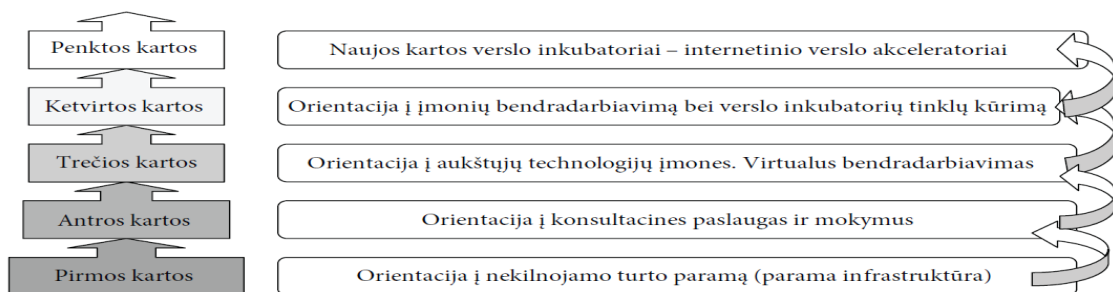 Penktos kartos
Naujos kartos verslo inkubatoriai – internetinio verslo akceleratoriai
Ketvirtos kartos
Orientacija į įmonių bendradarbiavimą bei verslo inkubatorių tinklų kūrimą
Trečios kartos
Orientacija į aukštųjų technologijų įmones. Virtualus bendradarbiavimas
Antros kartos
Orientacija į konsultacines paslaugas ir mokymus
Pirmos kartos
Orientacija į nekilnojamo turto paramą (parama infrastruktūra)